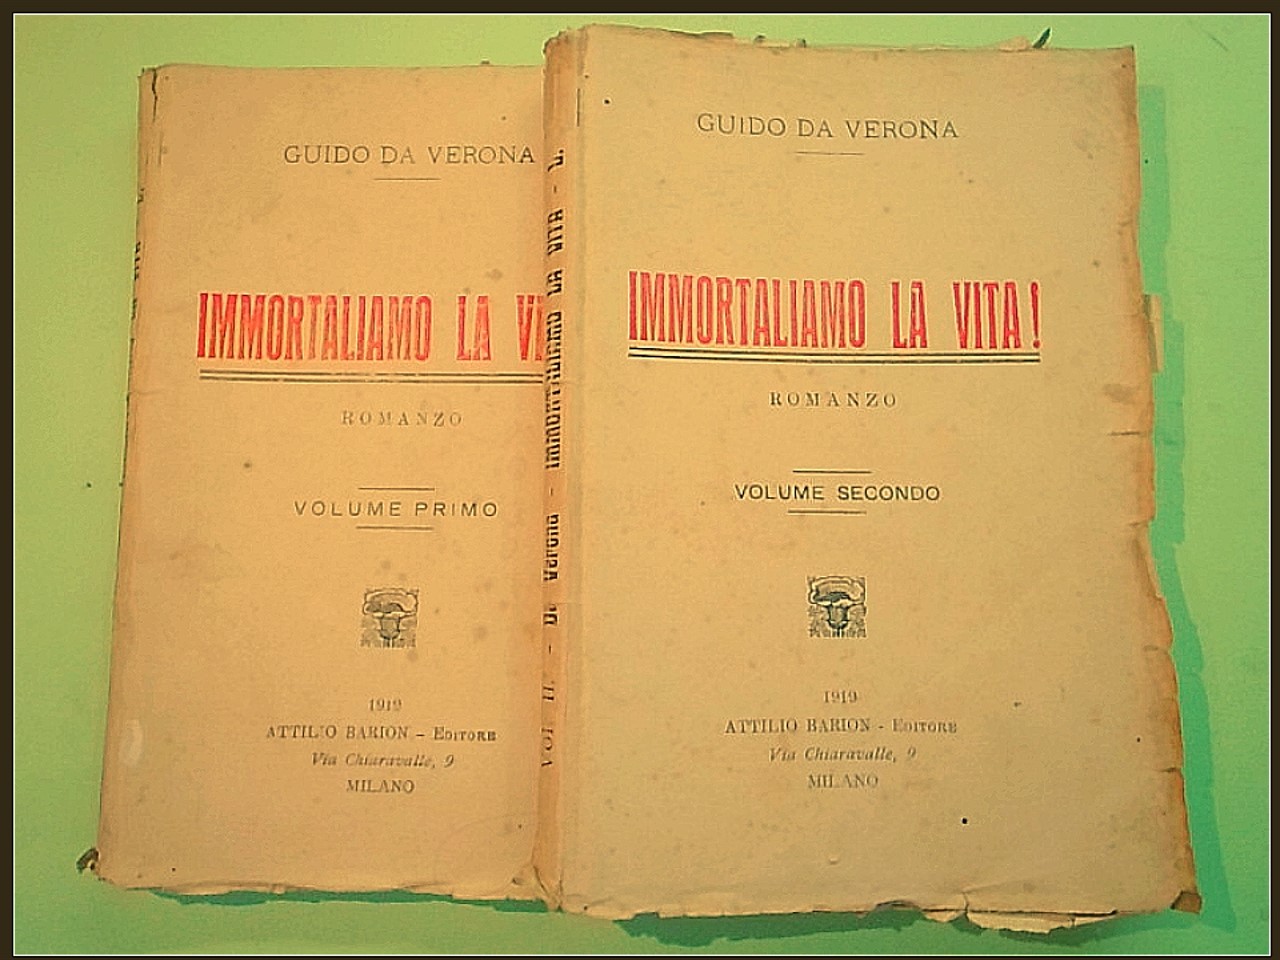 GUIDO DA VERONA
IMMORTALIAMO LA
ROMANZO
VOLUME PRIMO
1919
ATTILIO BARION - EDITORE
Via Chiaravalle, 9
MILANO
VOL. II. - Da Verona - IMMORTALIAMO LA VITA - L.
GUIDO DA VERONA
IMMORTALIAMO LA VITA!
ROMANZO
VOLUME SECONDO
1919
ATTILIO BARION - EDITORE
Via Chiaravalle, 9
MILANO